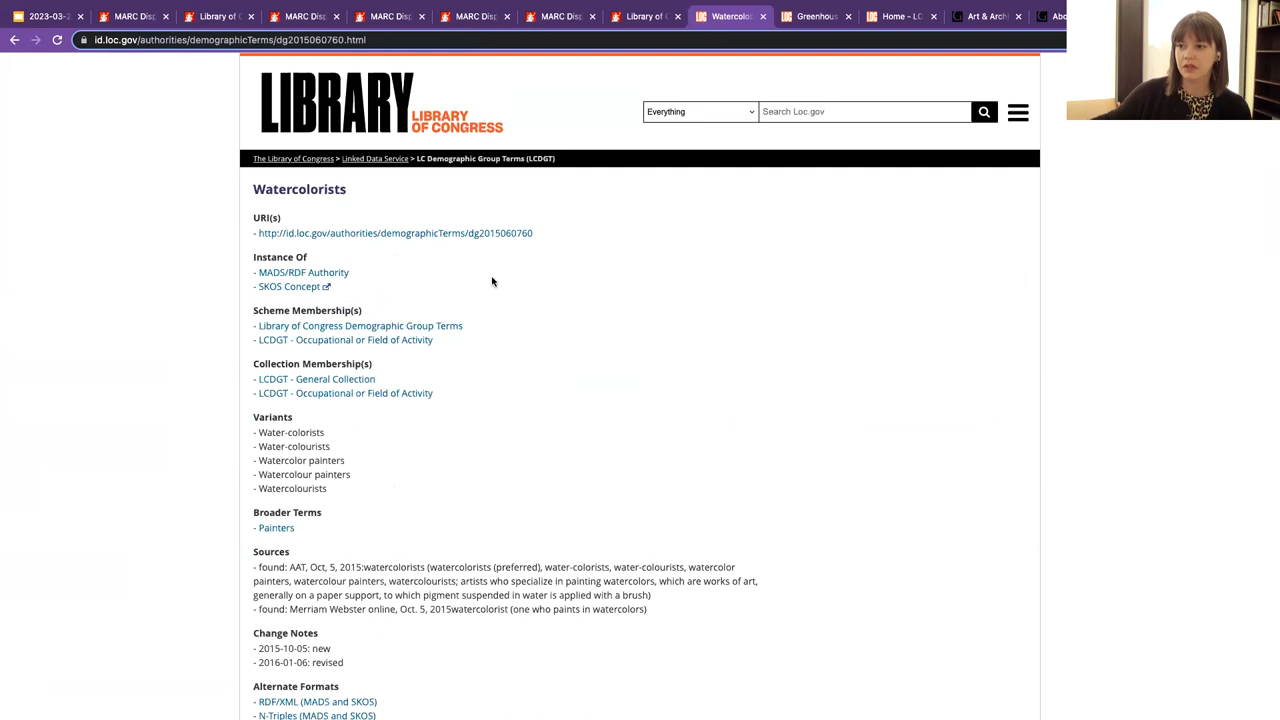 2023-03-2
MARC Disp
Library of C
MARC Disp
MARC Disp
MARC Disp
MARC Disp
Library of C
Watercolo
Greenhous
Home - LC
Art & Archi
Abo
id.loc.gov/authorities/demographicTerms/dg2015060760.html
LIBRARY
LIBRARY
OF CONGRESS
Everything
Search Loc.gov
The Library of Congress > Linked Data Service > LC Demographic Group Terms (LCDGT)
Watercolorists
URI(s)
- http://id.loc.gov/authorities/demographicTerms/dg2015060760
Instance Of
- MADS/RDF Authority
- SKOS Concept
Scheme Membership(s)
- Library of Congress Demographic Group Terms
- LCDGT - Occupational or Field of Activity
Collection Membership(s)
- LCDGT - General Collection
- LCDGT - Occupational or Field of Activity
Variants
- Water-colorists
- Water-colourists
- Watercolor painters
- Watercolour painters
- Watercolourists
Broader Terms
- Painters
Sources
- found: AAT, Oct, 5, 2015:watercolorists (watercolorists (preferred), water-colorists, water-colourists, watercolor
painters, watercolour painters, watercolourists; artists who specialize in painting watercolors, which are works of art,
generally on a paper support, to which pigment suspended in water is applied with a brush)
- found: Merriam Webster online, Oct. 5, 2015watercolorist (one who paints in watercolors)
Change Notes
- 2015-10-05: new
- 2016-01-06: revised
Alternate Formats
- RDF/XML (MADS and SKOS)
- N-Triples (MADS and SKOS)